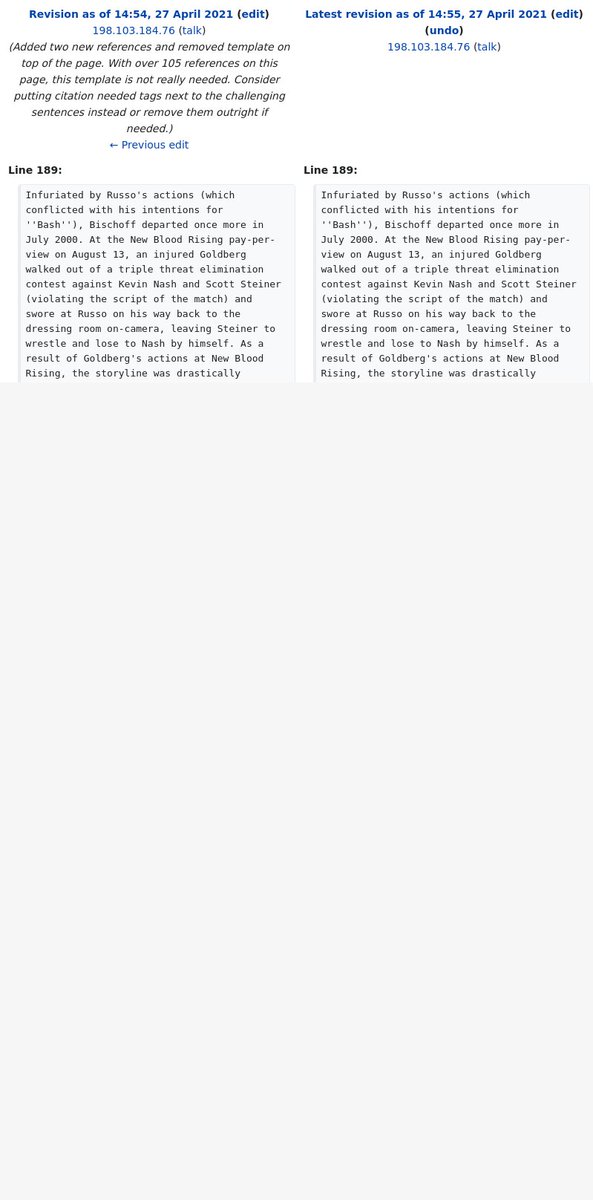 Revision as of 14:54, 27 April 2021 (edit)
198.103.184.76 (talk)
(Added two new references and removed template on
top of the page. With over 105 references on this
page, this template is not really needed. Consider
putting citation needed tags next to the challenging
sentences instead or remove them outright if
needed.)
← Previous edit
Latest revision as of 14:55, 27 April 2021 (edit)
(undo)
198.103.184.76 (talk)
Line 189:
Line 189:
Infuriated by Russo's actions (which
conflicted with his intentions for
''Bash''), Bischoff departed once more in
July 2000. At the New Blood Rising pay-per-
view on August 13, an injured Goldberg
walked out of a triple threat elimination
contest against Kevin Nash and Scott Steiner
(violating the script of the match) and
swore at Russo on his way back to the
dressing room on-camera, leaving Steiner to
wrestle and lose to Nash by himself. As a
result of Goldberg's actions at New Blood
Rising, the storyline was drastically
Infuriated by Russo's actions (which
conflicted with his intentions for
''Bash''), Bischoff departed once more in
July 2000. At the New Blood Rising pay-per-
view on August 13, an injured Goldberg
walked out of a triple threat elimination
contest against Kevin Nash and Scott Steiner
(violating the script of the match) and
swore at Russo on his way back to the
dressing room on-camera, leaving Steiner to
wrestle and lose to Nash by himself. As a
result of Goldberg's actions at New Blood
Rising, the storyline was drastically